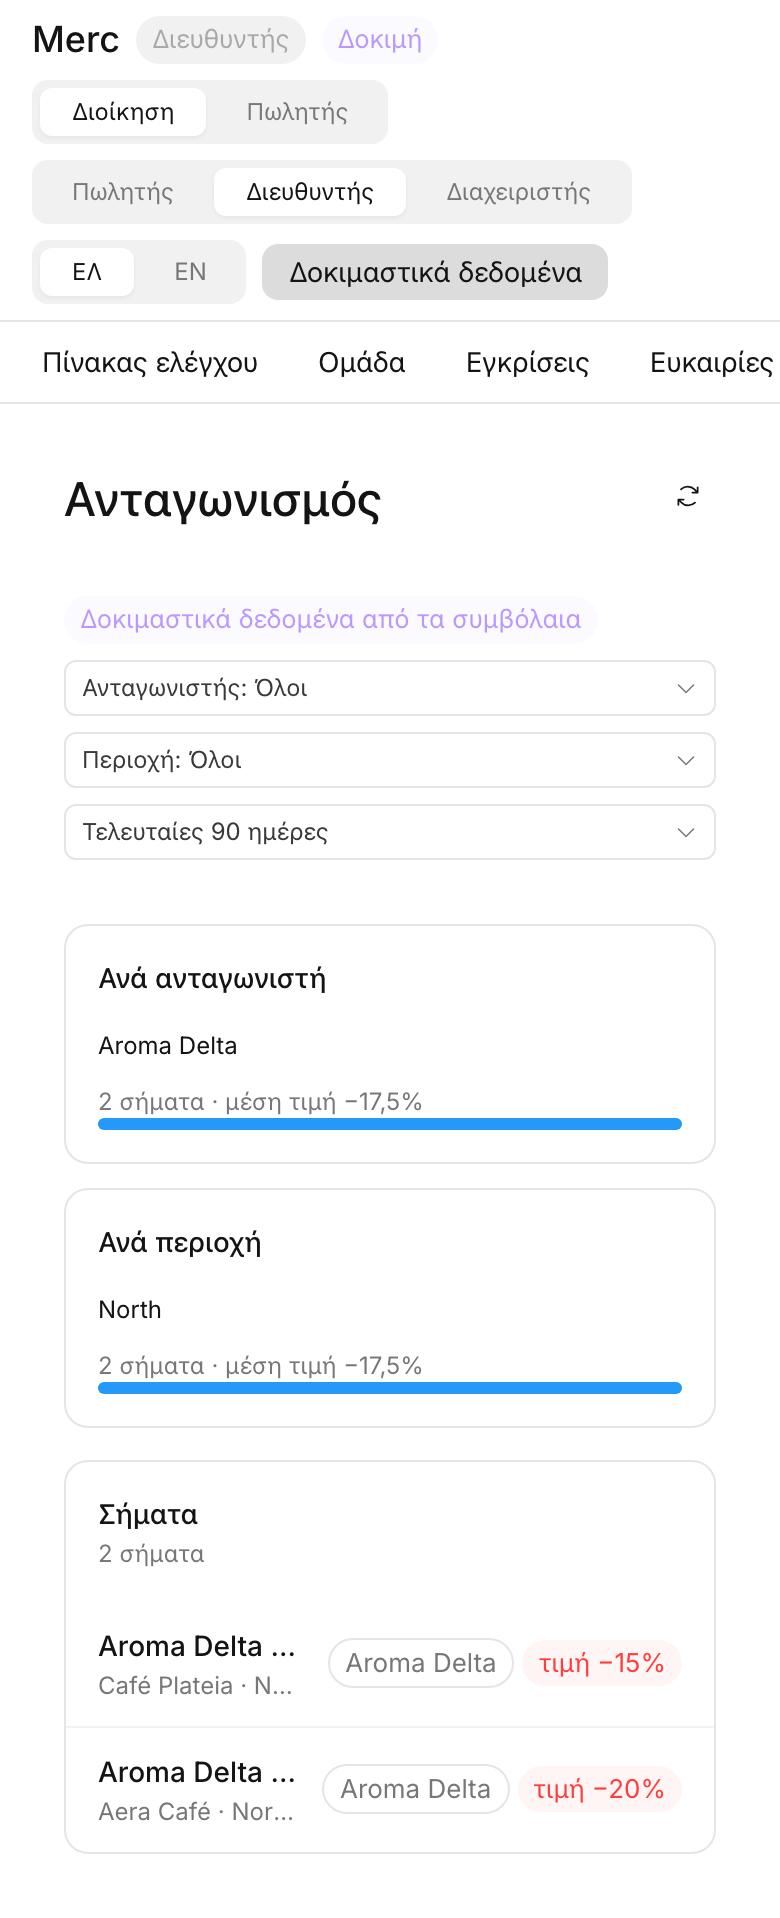 Merc Διευθυντής Δοκιμή
Διοίκηση Πωλητής
Πωλητής Διευθυντής Διαχειριστής
ΕΛ EN Δοκιμαστικά δεδομένα
Πίνακας ελέγχου Ομάδα Εγκρίσεις Ευκαιρίες
Ανταγωνισμός
Δοκιμαστικά δεδομένα από τα συμβόλαια
Ανταγωνιστής: Όλοι
Περιοχή: Όλοι
Τελευταίες 90 ημέρες
Ανά ανταγωνιστή
Aroma Delta
2 σήματα · μέση τιμή −17,5%
Ανά περιοχή
North
2 σήματα · μέση τιμή −17,5%
Σήματα
2 σήματα
Aroma Delta ... Aroma Delta τιμή −15%
Café Plateia · N...
Aroma Delta ... Aroma Delta τιμή −20%
Aera Café · Nor...